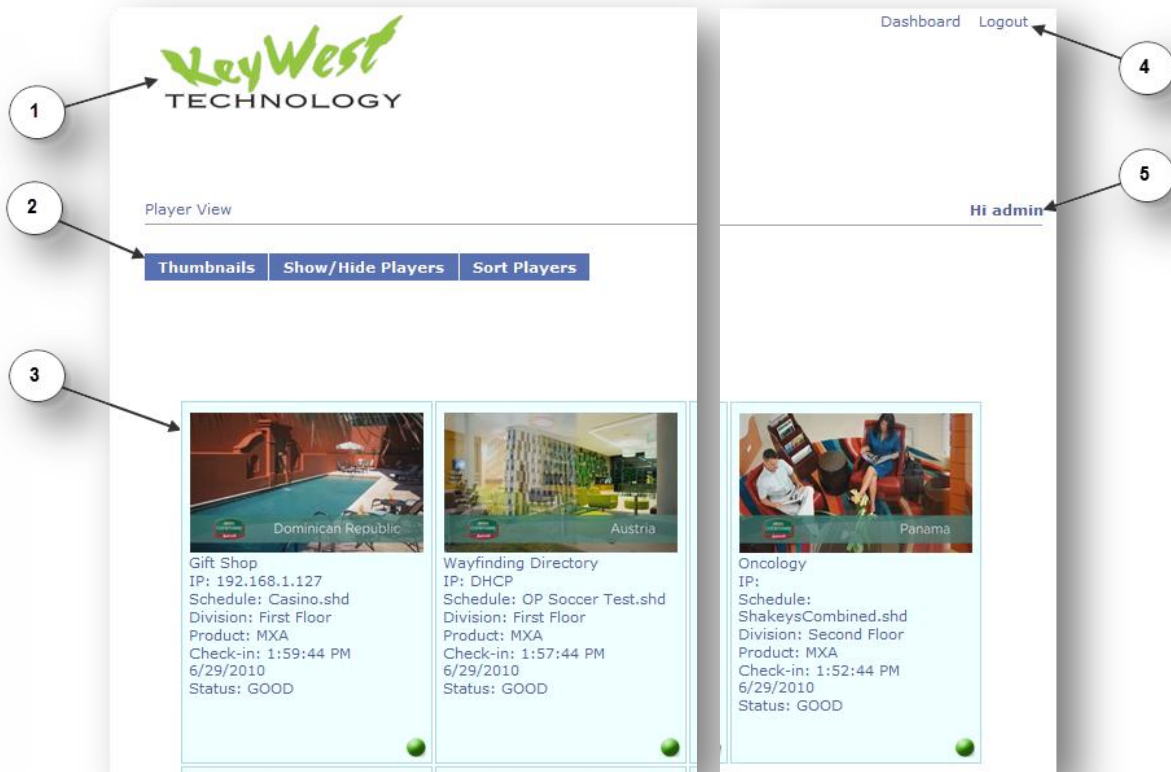 KeyWest
TECHNOLOGY
Dashboard Logout
1
4
5
2
Player View
Hi admin
Thumbnails Show/Hide Players Sort Players
3
Dominican Republic
Austria
Panama
Gift Shop
IP: 192.168.1.127
Schedule: Casino.shd
Division: First Floor
Product: MXA
Check-in: 1:59:44 PM
6/29/2010
Status: GOOD
Wayfinding Directory
IP: DHCP
Schedule: OP Soccer Test.shd
Division: First Floor
Product: MXA
Check-in: 1:57:44 PM
6/29/2010
Status: GOOD
Oncology
IP:
Schedule:
ShakeysCombined.shd
Division: Second Floor
Product: MXA
Check-in: 1:52:44 PM
6/29/2010
Status: GOOD